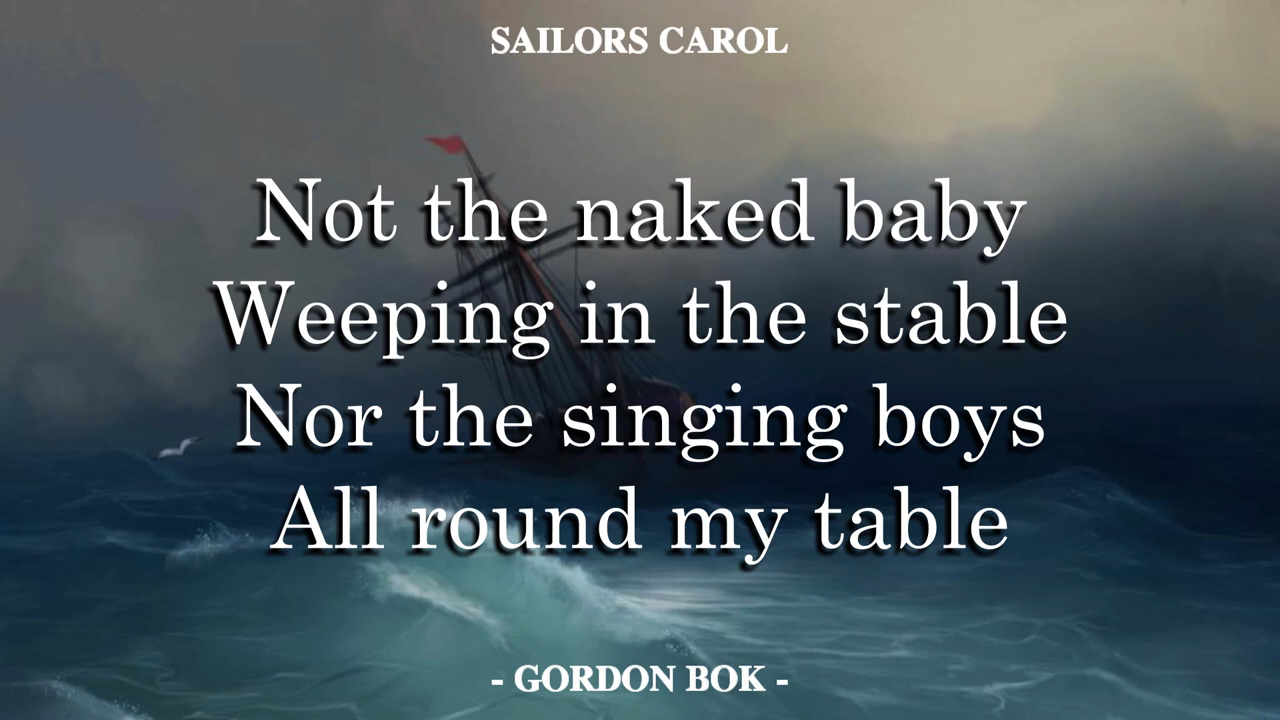 SAILORS CAROL
Not the naked baby
Weeping in the stable
Nor the singing boys
All round my table
- GORDON BOK -